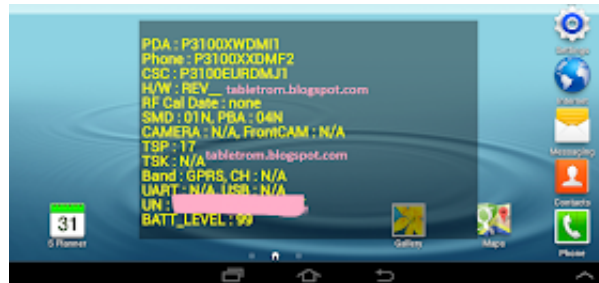 PDA : P3100XWDMI1
Phone : P3100XXDMF2
CSC : P3100EURDMJ1
H/W : REV__ tabletrom.blogspot.com
RF Cal Date : none
SMD : 01N, PBA : 04N
CAMERA : N/A, FrontCAM : N/A
TSP : 17
TSK : N/A tabletrom.blogspot.com
Band : GPRS, CH : N/A
UART : N/A, USB : N/A
UN :
BATT_LEVEL : 99
Settings
Internet
Messaging
Contacts
Phone
31
S Planner
Gallery
Maps